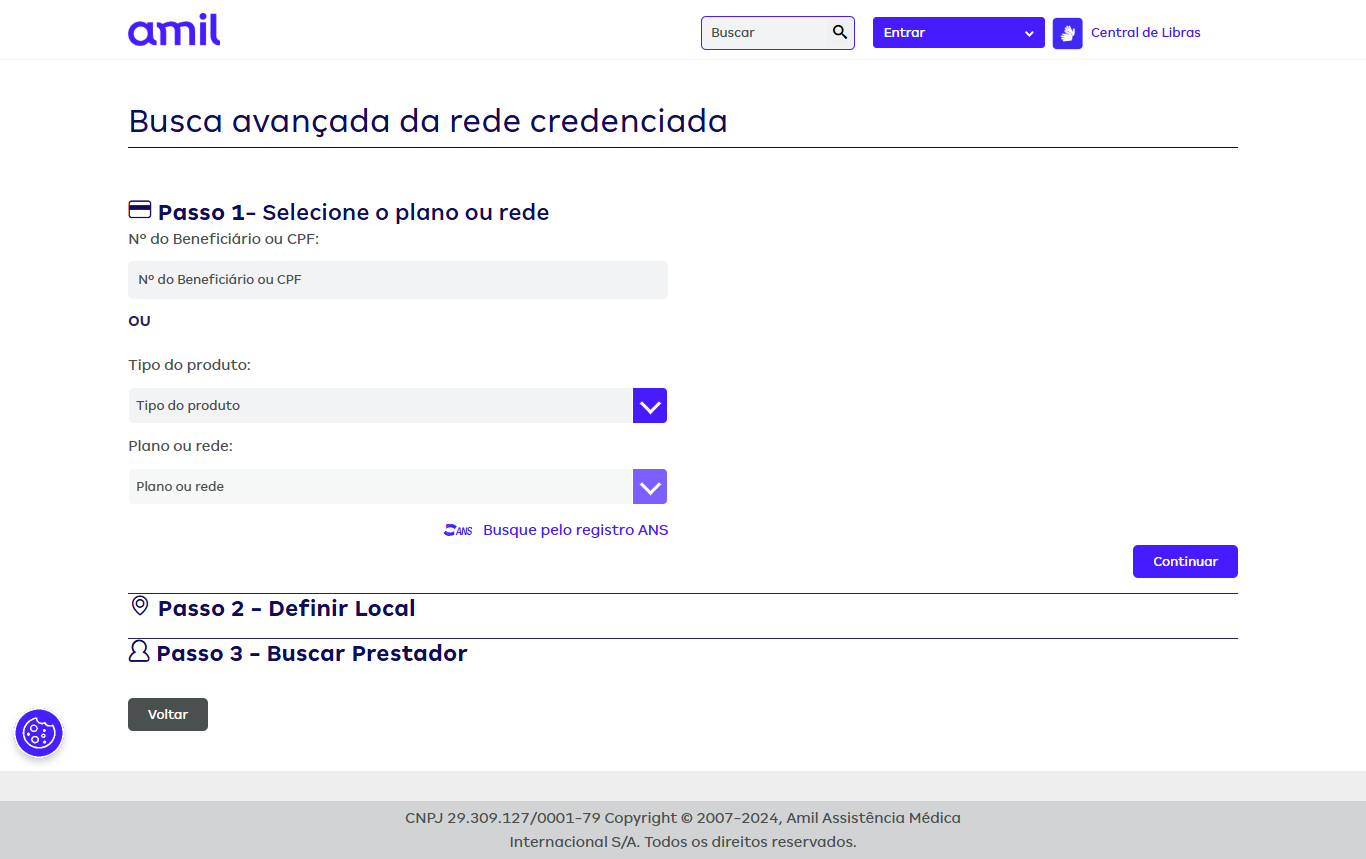 amil
Buscar
Entrar
Central de Libras
Busca avançada da rede credenciada
Passo 1- Selecione o plano ou rede
Nº do Beneficiário ou CPF:
Nº do Beneficiário ou CPF
OU
Tipo do produto:
Tipo do produto
Plano ou rede:
Plano ou rede
ANS Busque pelo registro ANS
Continuar
Passo 2 - Definir Local
Passo 3 - Buscar Prestador
Voltar
CNPJ 29.309.127/0001-79 Copyright © 2007-2024, Amil Assistência Médica
Internacional S/A. Todos os direitos reservados.